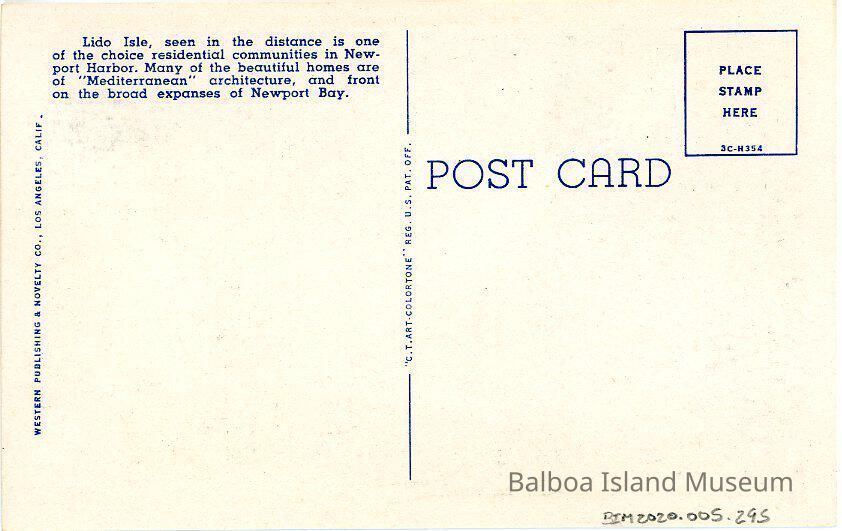 Lido Isle, seen in the distance is one
of the choice residential communities in New-
port Harbor. Many of the beautiful homes are
of "Mediterranean" architecture, and front
on the broad expanses of Newport Bay.
WESTERN PUBLISHING & NOVELTY CO., LOS ANGELES, CALIF.
"C.T.ART-COLORTONE" REG. U.S. PAT. OFF.
POST CARD
PLACE
STAMP
HERE
3C-H354
Balboa Island Museum
BIM2020.005.295